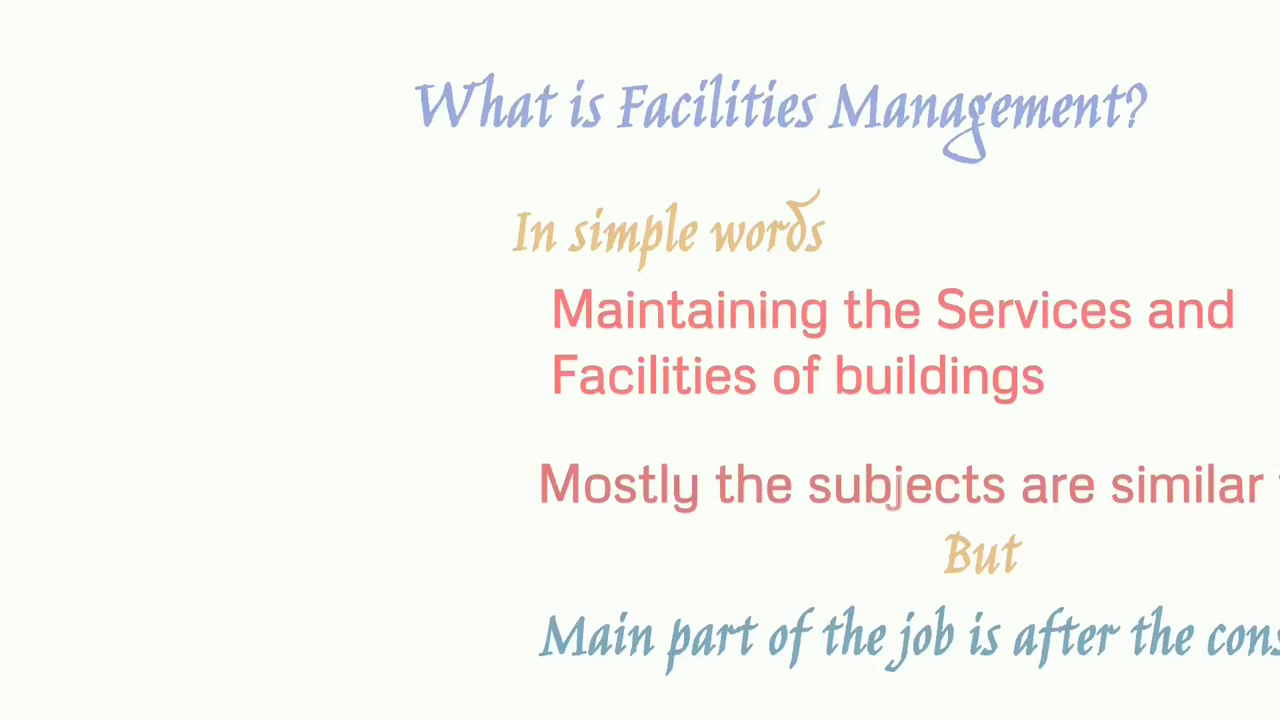 What is Facilities Management?
In simple words
Maintaining the Services and
Facilities of buildings
Mostly the subjects are similar
But
Main part of the job is after the